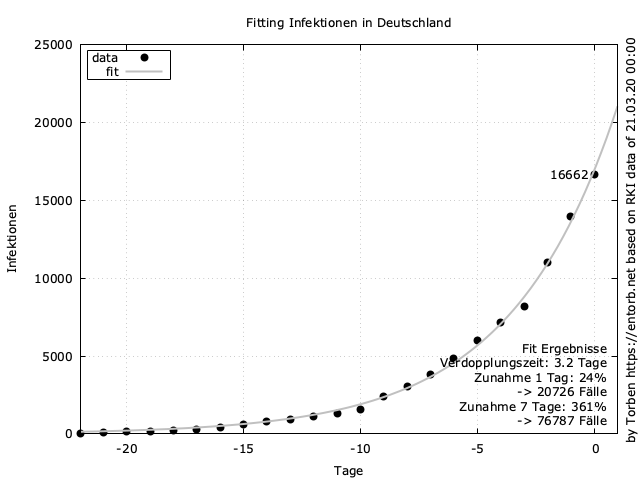 Fitting Infektionen in Deutschland
25000
20000
15000
10000
5000
0
Infektionen
data
fit
16662
Fit Ergebnisse
Verdopplungszeit: 3.2 Tage
Zunahme 1 Tag: 24%
-> 20726 Fälle
Zunahme 7 Tage: 361%
-> 76787 Fälle
-20
-15
-10
-5
0
Tage
by Torben https://entorb.net based on RKI data of 21.03.20 00:00